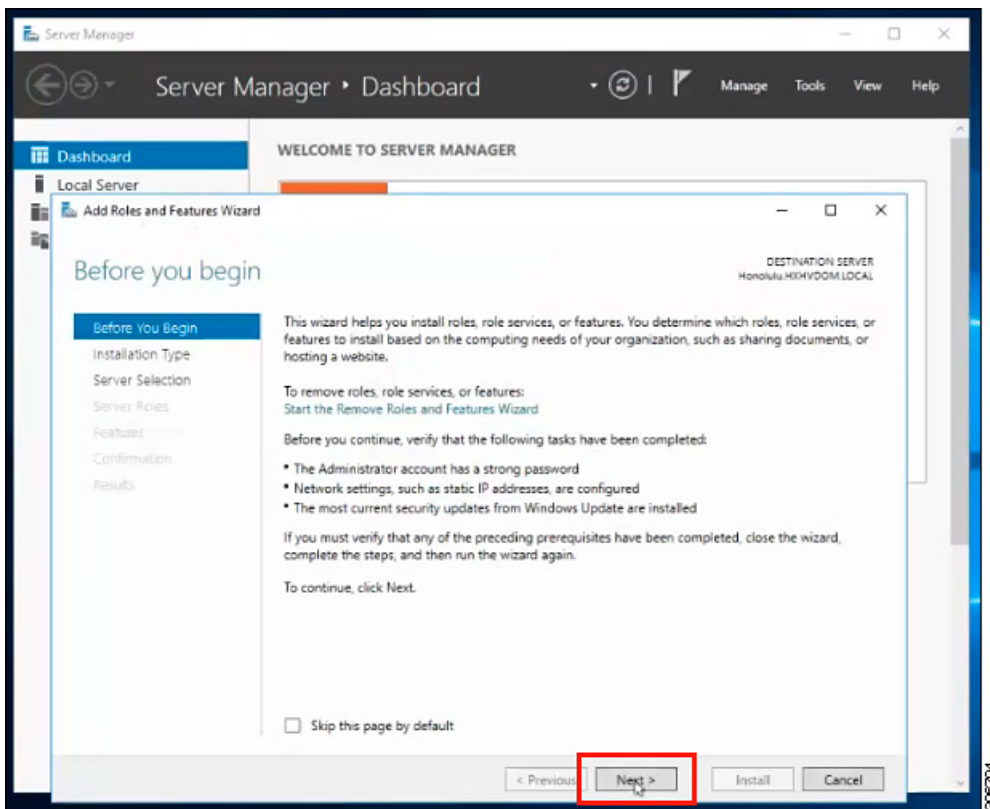 Server Manager
Server Manager • Dashboard
Manage Tools View Help
Dashboard
Local Server
WELCOME TO SERVER MANAGER
Add Roles and Features Wizard
Before you begin
DESTINATION SERVER
Honolulu.HXHVDOM.LOCAL
Before You Begin
Installation Type
Server Selection
Server Roles
Features
Confirmation
Results
This wizard helps you install roles, role services, or features. You determine which roles, role services, or
features to install based on the computing needs of your organization, such as sharing documents, or
hosting a website.
To remove roles, role services, or features:
Start the Remove Roles and Features Wizard
Before you continue, verify that the following tasks have been completed:
• The Administrator account has a strong password
• Network settings, such as static IP addresses, are configured
• The most current security updates from Windows Update are installed
If you must verify that any of the preceding prerequisites have been completed, close the wizard,
complete the steps, and then run the wizard again.
To continue, click Next.
Skip this page by default
< Previous
Next >
Install
Cancel